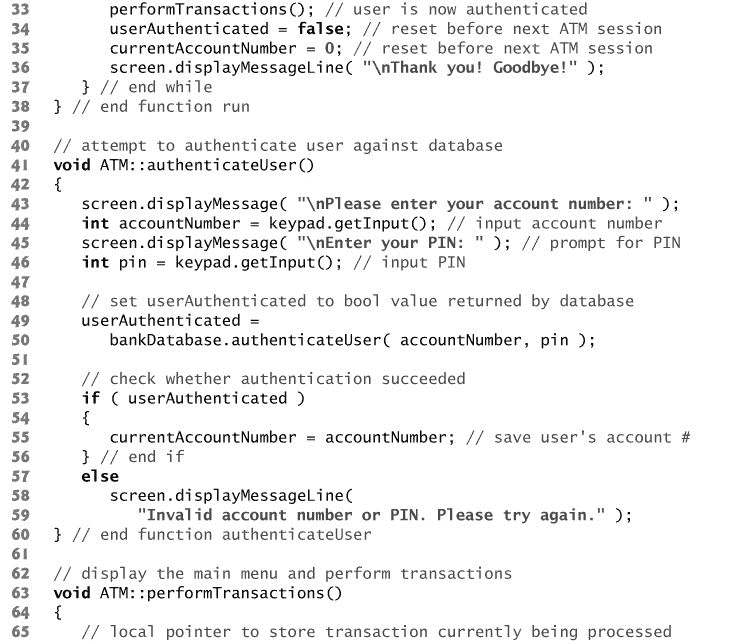 33 performTransactions(); // user is now authenticated
34 userAuthenticated = false; // reset before next ATM session
35 currentAccountNumber = 0; // reset before next ATM session
36 screen.displayMessageLine( "\nThank you! Goodbye!" );
37 } // end while
38 } // end function run
39
40 // attempt to authenticate user against database
41 void ATM::authenticateUser()
42 {
43 screen.displayMessage( "\nPlease enter your account number: " );
44 int accountNumber = keypad.getInput(); // input account number
45 screen.displayMessage( "\nEnter your PIN: " ); // prompt for PIN
46 int pin = keypad.getInput(); // input PIN
47
48 // set userAuthenticated to bool value returned by database
49 userAuthenticated =
50 bankDatabase.authenticateUser( accountNumber, pin );
51
52 // check whether authentication succeeded
53 if ( userAuthenticated )
54 {
55 currentAccountNumber = accountNumber; // save user's account #
56 } // end if
57 else
58 screen.displayMessageLine(
59 "Invalid account number or PIN. Please try again." );
60 } // end function authenticateUser
61
62 // display the main menu and perform transactions
63 void ATM::performTransactions()
64 {
65 // local pointer to store transaction currently being processed